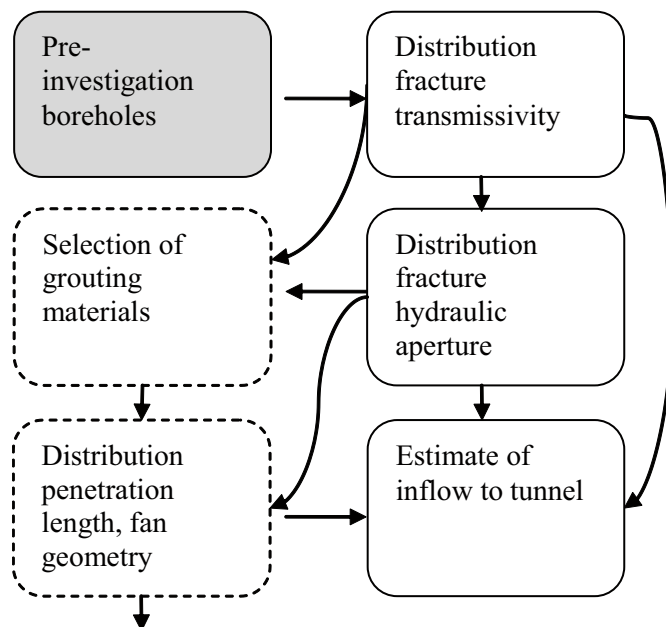 Pre-
investigation
boreholes
Distribution
fracture
transmissivity
Selection of
grouting
materials
Distribution
fracture
hydraulic
aperture
Distribution
penetration
length, fan
geometry
Estimate of
inflow to tunnel